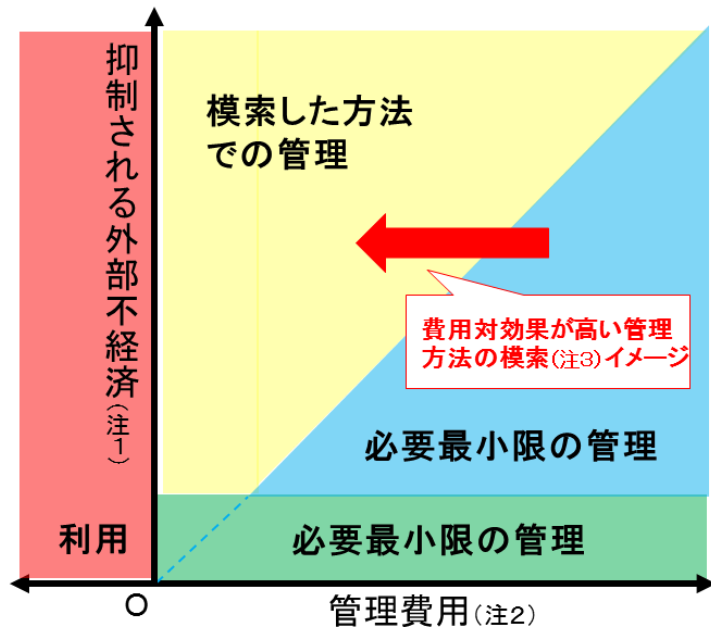 抑制される外部不経済(注1)
模索した方法
での管理
費用対効果が高い管理
方法の模索(注3)イメージ
必要最小限の管理
利用
必要最小限の管理
O
管理費用(注2)